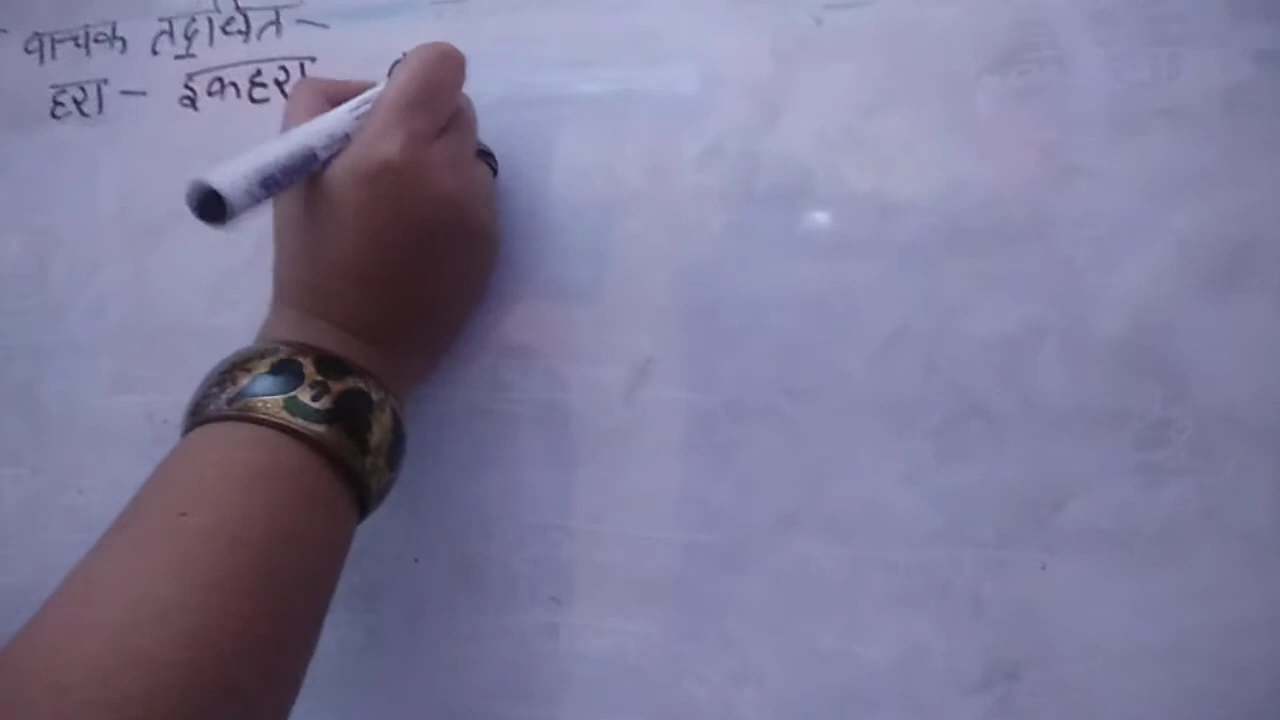 वाचक तद्धित -
हरा - इकहरा